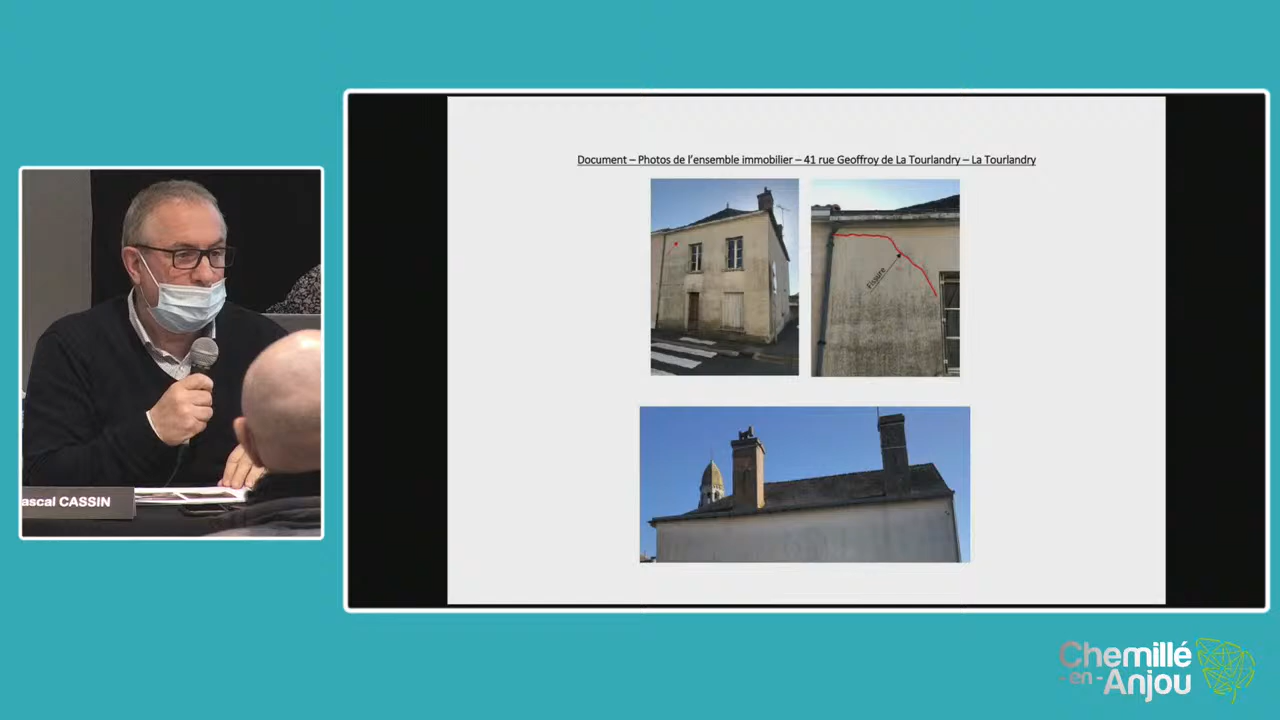 Document – Photos de l'ensemble immobilier – 41 rue Geoffroy de La Tourlandry – La Tourlandry
Fissure
ascal CASSIN
Chemillé
- en -
Anjou